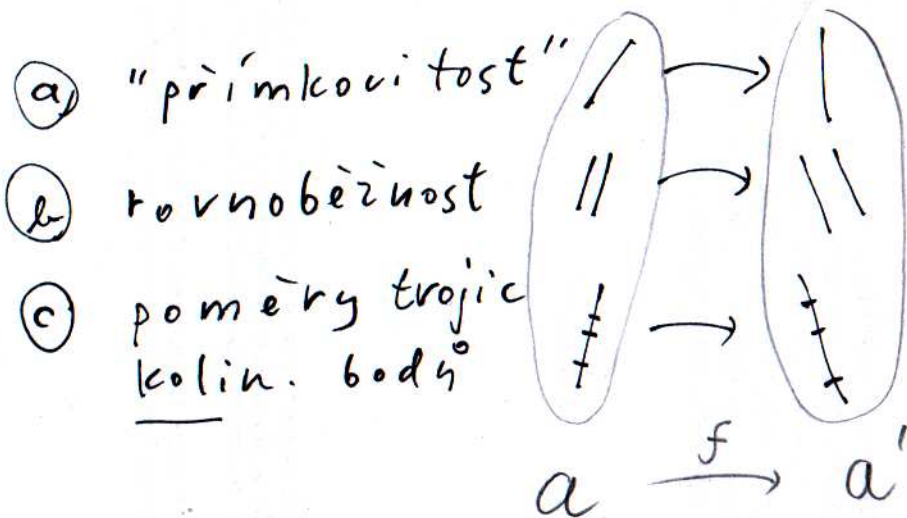 a) "přímkovitost"
b) rovnoběžnost
c) poměry trojic
kolin. bodů
a f a'